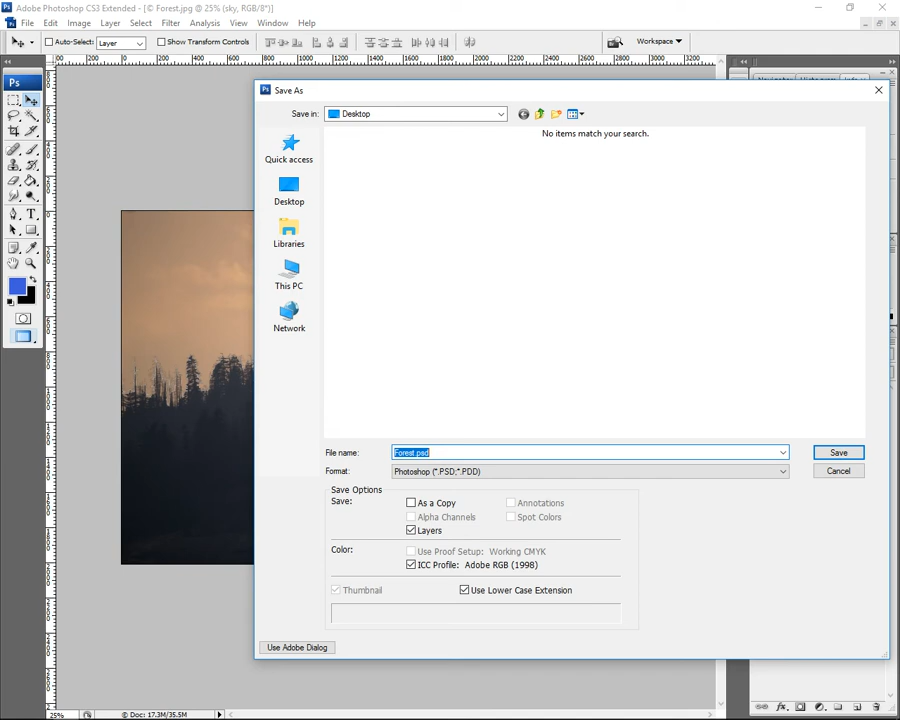 Ps Adobe Photoshop CS3 Extended - [© Forest.jpg @ 25% (sky, RGB/8*)]
File Edit Image Layer Select Filter Analysis View Window Help
Auto-Select: Layer Show Transform Controls Workspace
Ps Save As
Save in: Desktop
No items match your search.
Quick access
Desktop
Libraries
This PC
Network
File name: Forest.psd Save
Format: Photoshop (*.PSD;*.PDD) Cancel
Save Options
Save: As a Copy Annotations
Alpha Channels Spot Colors
Layers
Color: Use Proof Setup: Working CMYK
ICC Profile: Adobe RGB (1998)
Thumbnail Use Lower Case Extension
Use Adobe Dialog
25% © Doc: 17.3M/35.5M